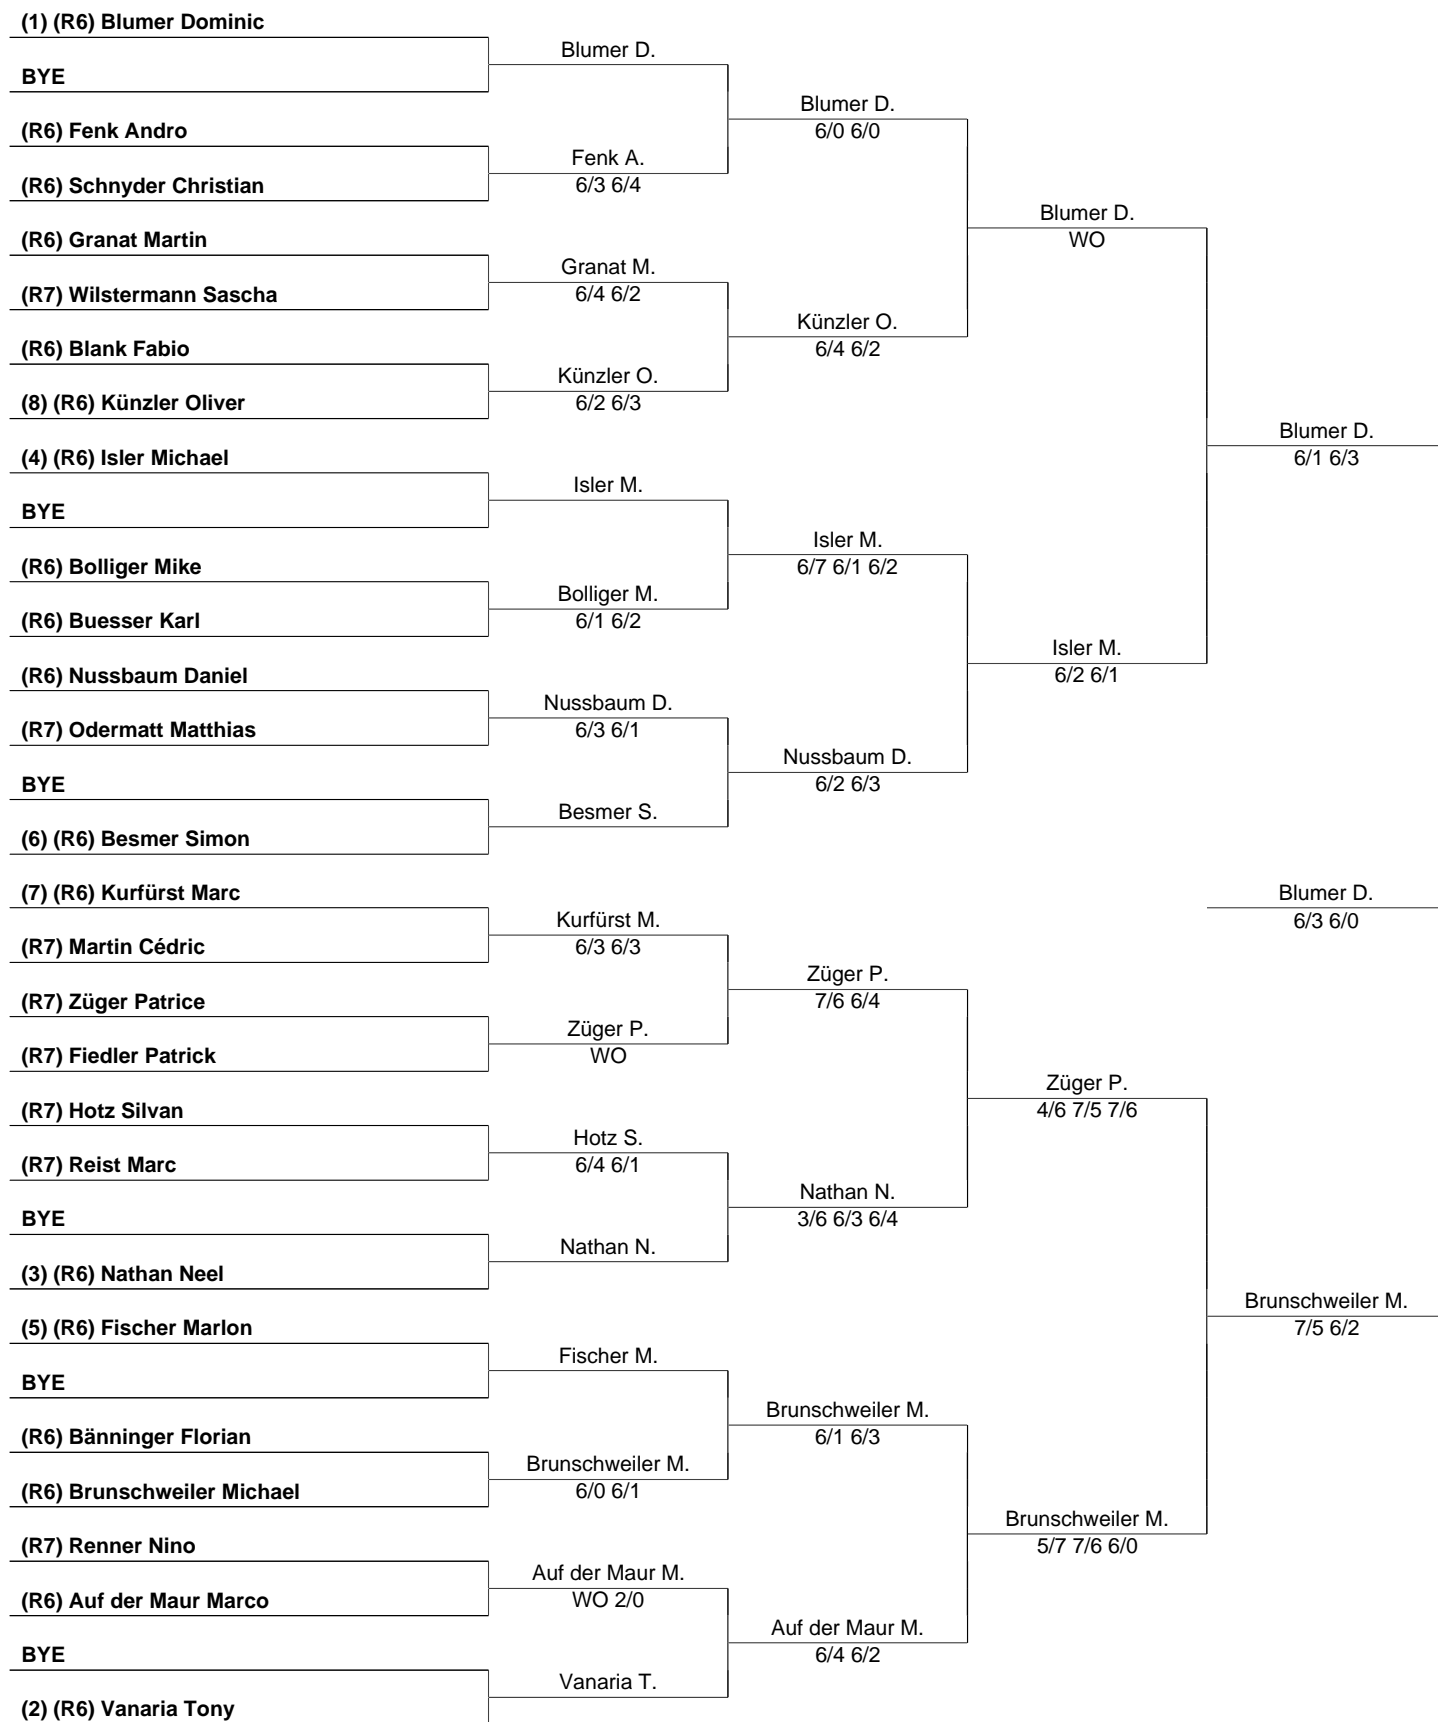 (1) (R6) Blumer Dominic
Blumer D.
BYE
Blumer D.
6/0 6/0
(R6) Fenk Andro
Fenk A.
6/3 6/4
(R6) Schnyder Christian
Blumer D.
WO
(R6) Granat Martin
Granat M.
6/4 6/2
(R7) Wilstermann Sascha
Künzler O.
6/4 6/2
(R6) Blank Fabio
Künzler O.
6/2 6/3
(8) (R6) Künzler Oliver
Blumer D.
6/1 6/3
(4) (R6) Isler Michael
Isler M.
BYE
Isler M.
6/7 6/1 6/2
(R6) Bolliger Mike
Bolliger M.
6/1 6/2
(R6) Buesser Karl
Isler M.
6/2 6/1
(R6) Nussbaum Daniel
Nussbaum D.
6/3 6/1
(R7) Odermatt Matthias
Nussbaum D.
6/2 6/3
BYE
Besmer S.
(6) (R6) Besmer Simon
(7) (R6) Kurfürst Marc
Blumer D.
6/3 6/0
Kurfürst M.
6/3 6/3
(R7) Martin Cédric
Züger P.
7/6 6/4
(R7) Züger Patrice
Züger P.
WO
(R7) Fiedler Patrick
Züger P.
4/6 7/5 7/6
(R7) Hotz Silvan
Hotz S.
6/4 6/1
(R7) Reist Marc
Nathan N.
3/6 6/3 6/4
BYE
Nathan N.
(3) (R6) Nathan Neel
Brunschweiler M.
7/5 6/2
(5) (R6) Fischer Marlon
Fischer M.
BYE
Brunschweiler M.
6/1 6/3
(R6) Bänninger Florian
Brunschweiler M.
6/0 6/1
(R6) Brunschweiler Michael
Brunschweiler M.
5/7 7/6 6/0
(R7) Renner Nino
Auf der Maur M.
WO 2/0
(R6) Auf der Maur Marco
Auf der Maur M.
6/4 6/2
BYE
Vanaria T.
(2) (R6) Vanaria Tony